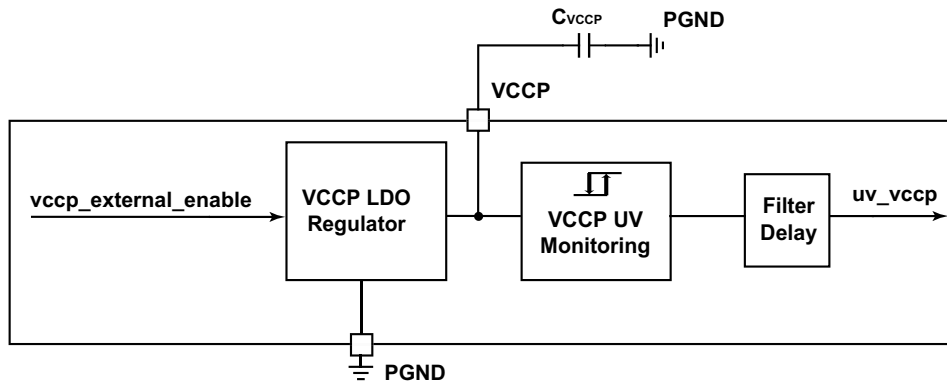 CVCCP
PGND
VCCP
vccp_external_enable
VCCP LDO
Regulator
VCCP UV
Monitoring
Filter
Delay
uv_vccp
PGND